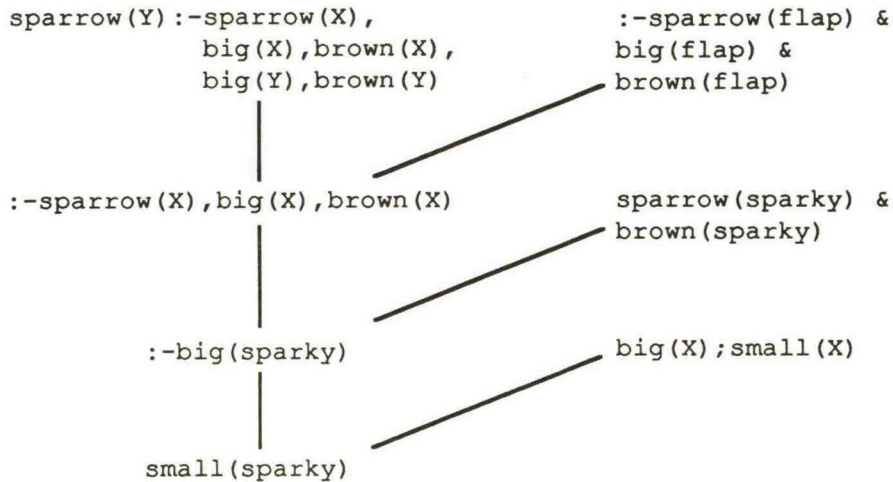 sparrow(Y):-sparrow(X),
big(X),brown(X),
big(Y),brown(Y)
:-sparrow(flap) &
big(flap) &
brown(flap)
:-sparrow(X),big(X),brown(X)
sparrow(sparky) &
brown(sparky)
:-big(sparky)
big(X);small(X)
small(sparky)